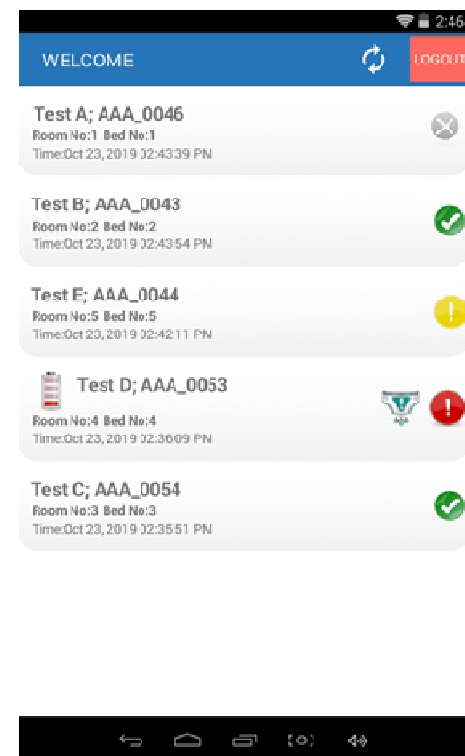 2:46
WELCOME
LOGOUT
Test A; AAA_0046
Room No:1 Bed No:1
Time:Oct 23, 2019 02:43:39 PM
Test B; AAA_0043
Room No:2 Bed No:2
Time:Oct 23, 2019 02:43:54 PM
Test E; AAA_0044
Room No:5 Bed No:5
Time:Oct 23, 2019 02:42:11 PM
Test D; AAA_0053
Room No:4 Bed No:4
Time:Oct 23, 2019 02:36:09 PM
Test C; AAA_0054
Room No:3 Bed No:3
Time:Oct 23, 2019 02:35:51 PM